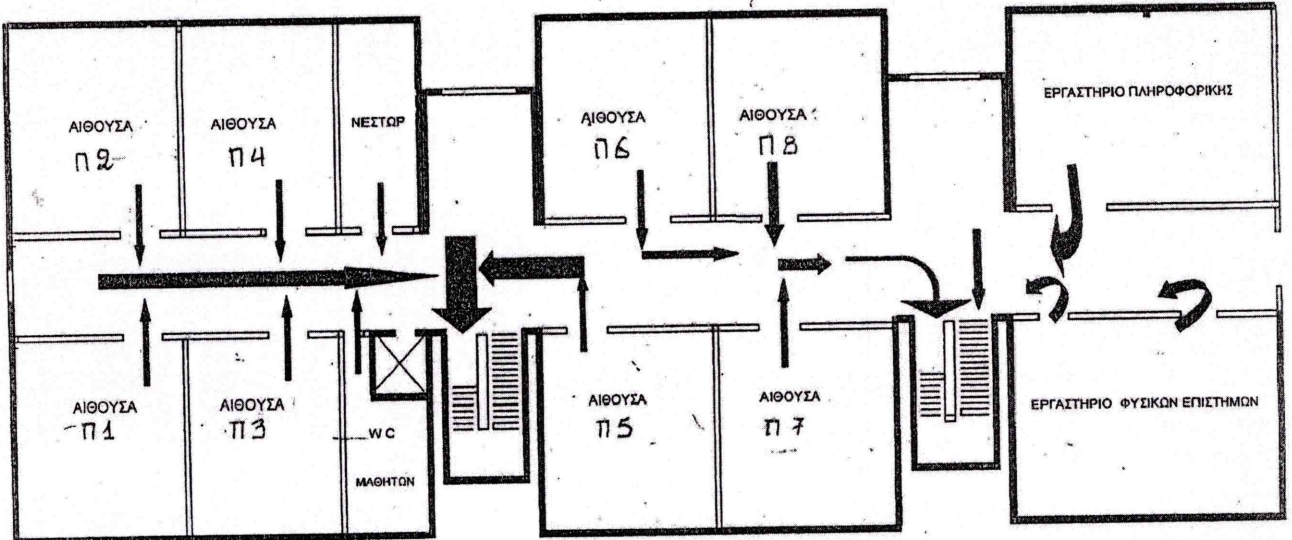 ΑΙΘΟΥΣΑ
Π2
ΑΙΘΟΥΣΑ
Π4
ΝΕΣΤΩΡ
ΑΙΘΟΥΣΑ
Π6
ΑΙΘΟΥΣΑ
Π8
ΕΡΓΑΣΤΗΡΙΟ ΠΛΗΡΟΦΟΡΙΚΗΣ
ΑΙΘΟΥΣΑ
Π1
ΑΙΘΟΥΣΑ
Π3
WC
ΜΑΘΗΤΩΝ
ΑΙΘΟΥΣΑ
Π5
ΑΙΘΟΥΣΑ
Π7
ΕΡΓΑΣΤΗΡΙΟ ΦΥΣΙΚΩΝ ΕΠΙΣΤΗΜΩΝ